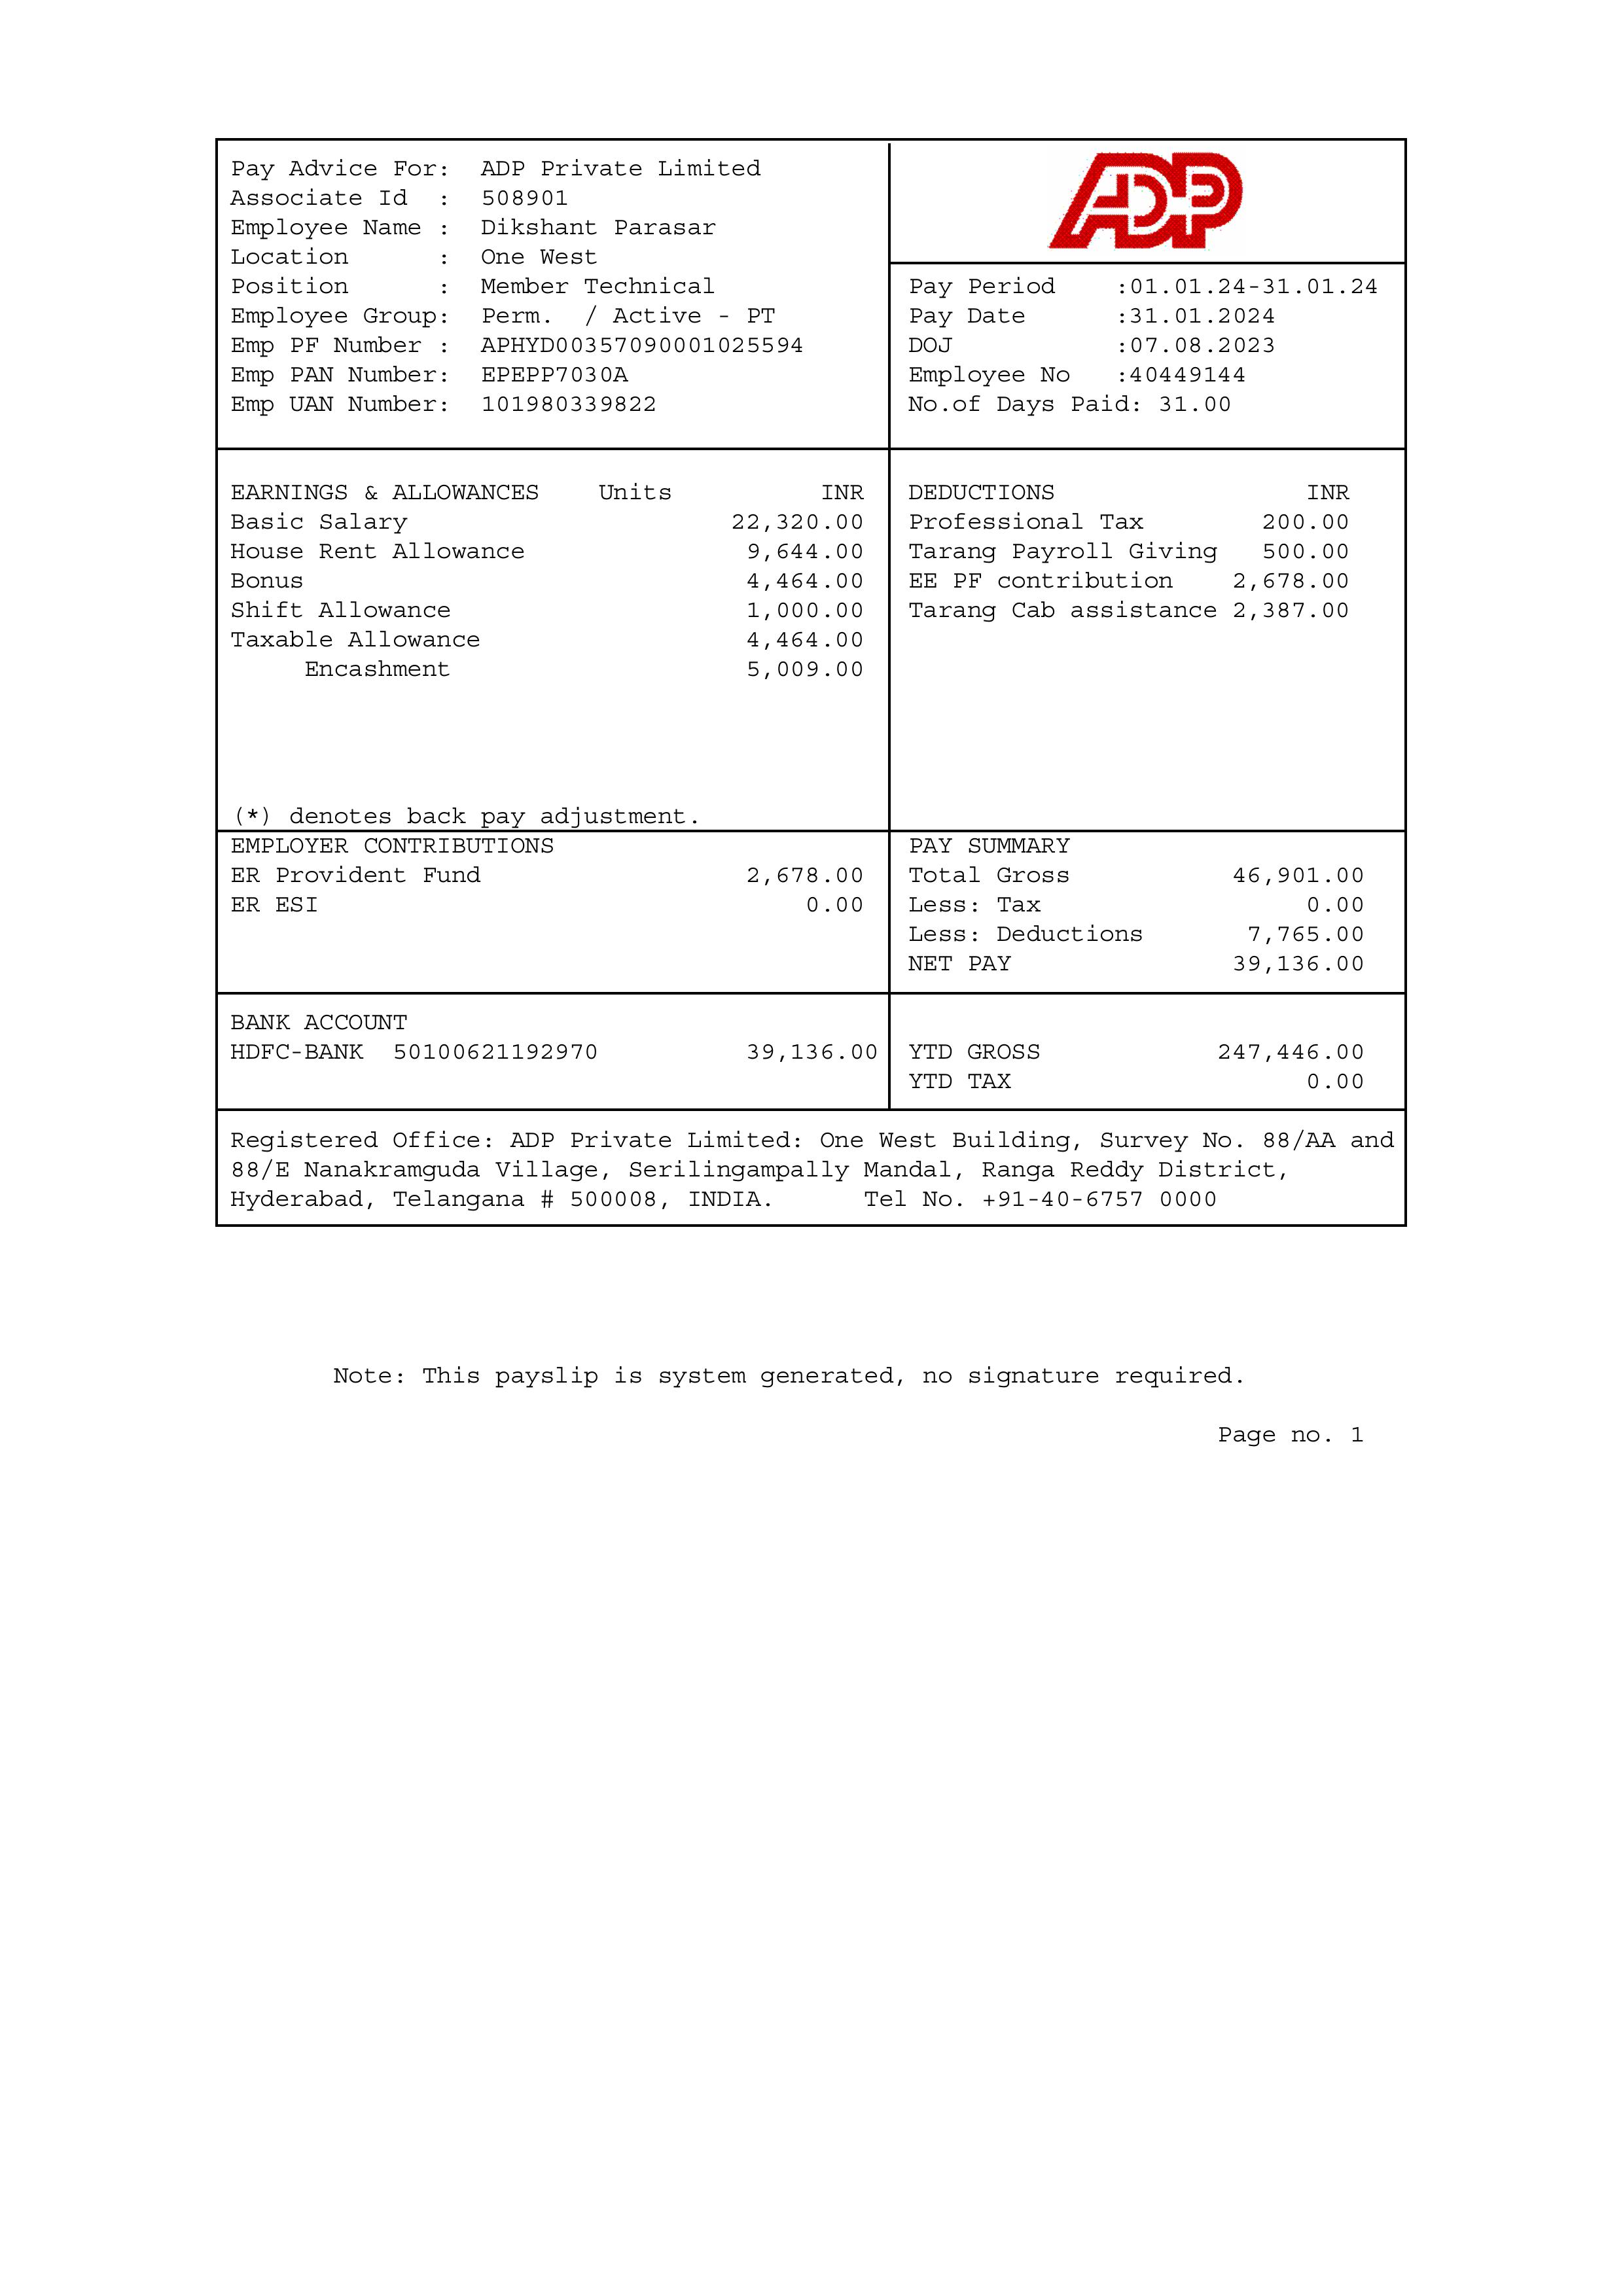 Pay Advice For:  ADP Private Limited
Associate Id  :  508901
Employee Name :  Dikshant Parasar
Location      :  One West
Position      :  Member Technical
Employee Group:  Perm.  / Active - PT
Emp PF Number :  APHYD00357090001025594
Emp PAN Number:  EPEPP7030A
Emp UAN Number:  101980339822
ADP
Pay Period    :01.01.24-31.01.24
Pay Date      :31.01.2024
DOJ           :07.08.2023
Employee No   :40449144
No.of Days Paid: 31.00
EARNINGS & ALLOWANCES    Units          INR
Basic Salary                      22,320.00
House Rent Allowance               9,644.00
Bonus                              4,464.00
Shift Allowance                    1,000.00
Taxable Allowance                  4,464.00
Encashment                    5,009.00
(*) denotes back pay adjustment.
DEDUCTIONS                 INR
Professional Tax        200.00
Tarang Payroll Giving   500.00
EE PF contribution    2,678.00
Tarang Cab assistance 2,387.00
EMPLOYER CONTRIBUTIONS
ER Provident Fund                  2,678.00
ER ESI                                 0.00
PAY SUMMARY
Total Gross           46,901.00
Less: Tax                  0.00
Less: Deductions       7,765.00
NET PAY               39,136.00
BANK ACCOUNT
HDFC-BANK  50100621192970          39,136.00
YTD GROSS            247,446.00
YTD TAX                    0.00
Registered Office: ADP Private Limited: One West Building, Survey No. 88/AA and
88/E Nanakramguda Village, Serilingampally Mandal, Ranga Reddy District,
Hyderabad, Telangana # 500008, INDIA.      Tel No. +91-40-6757 0000
Note: This payslip is system generated, no signature required.
Page no. 1